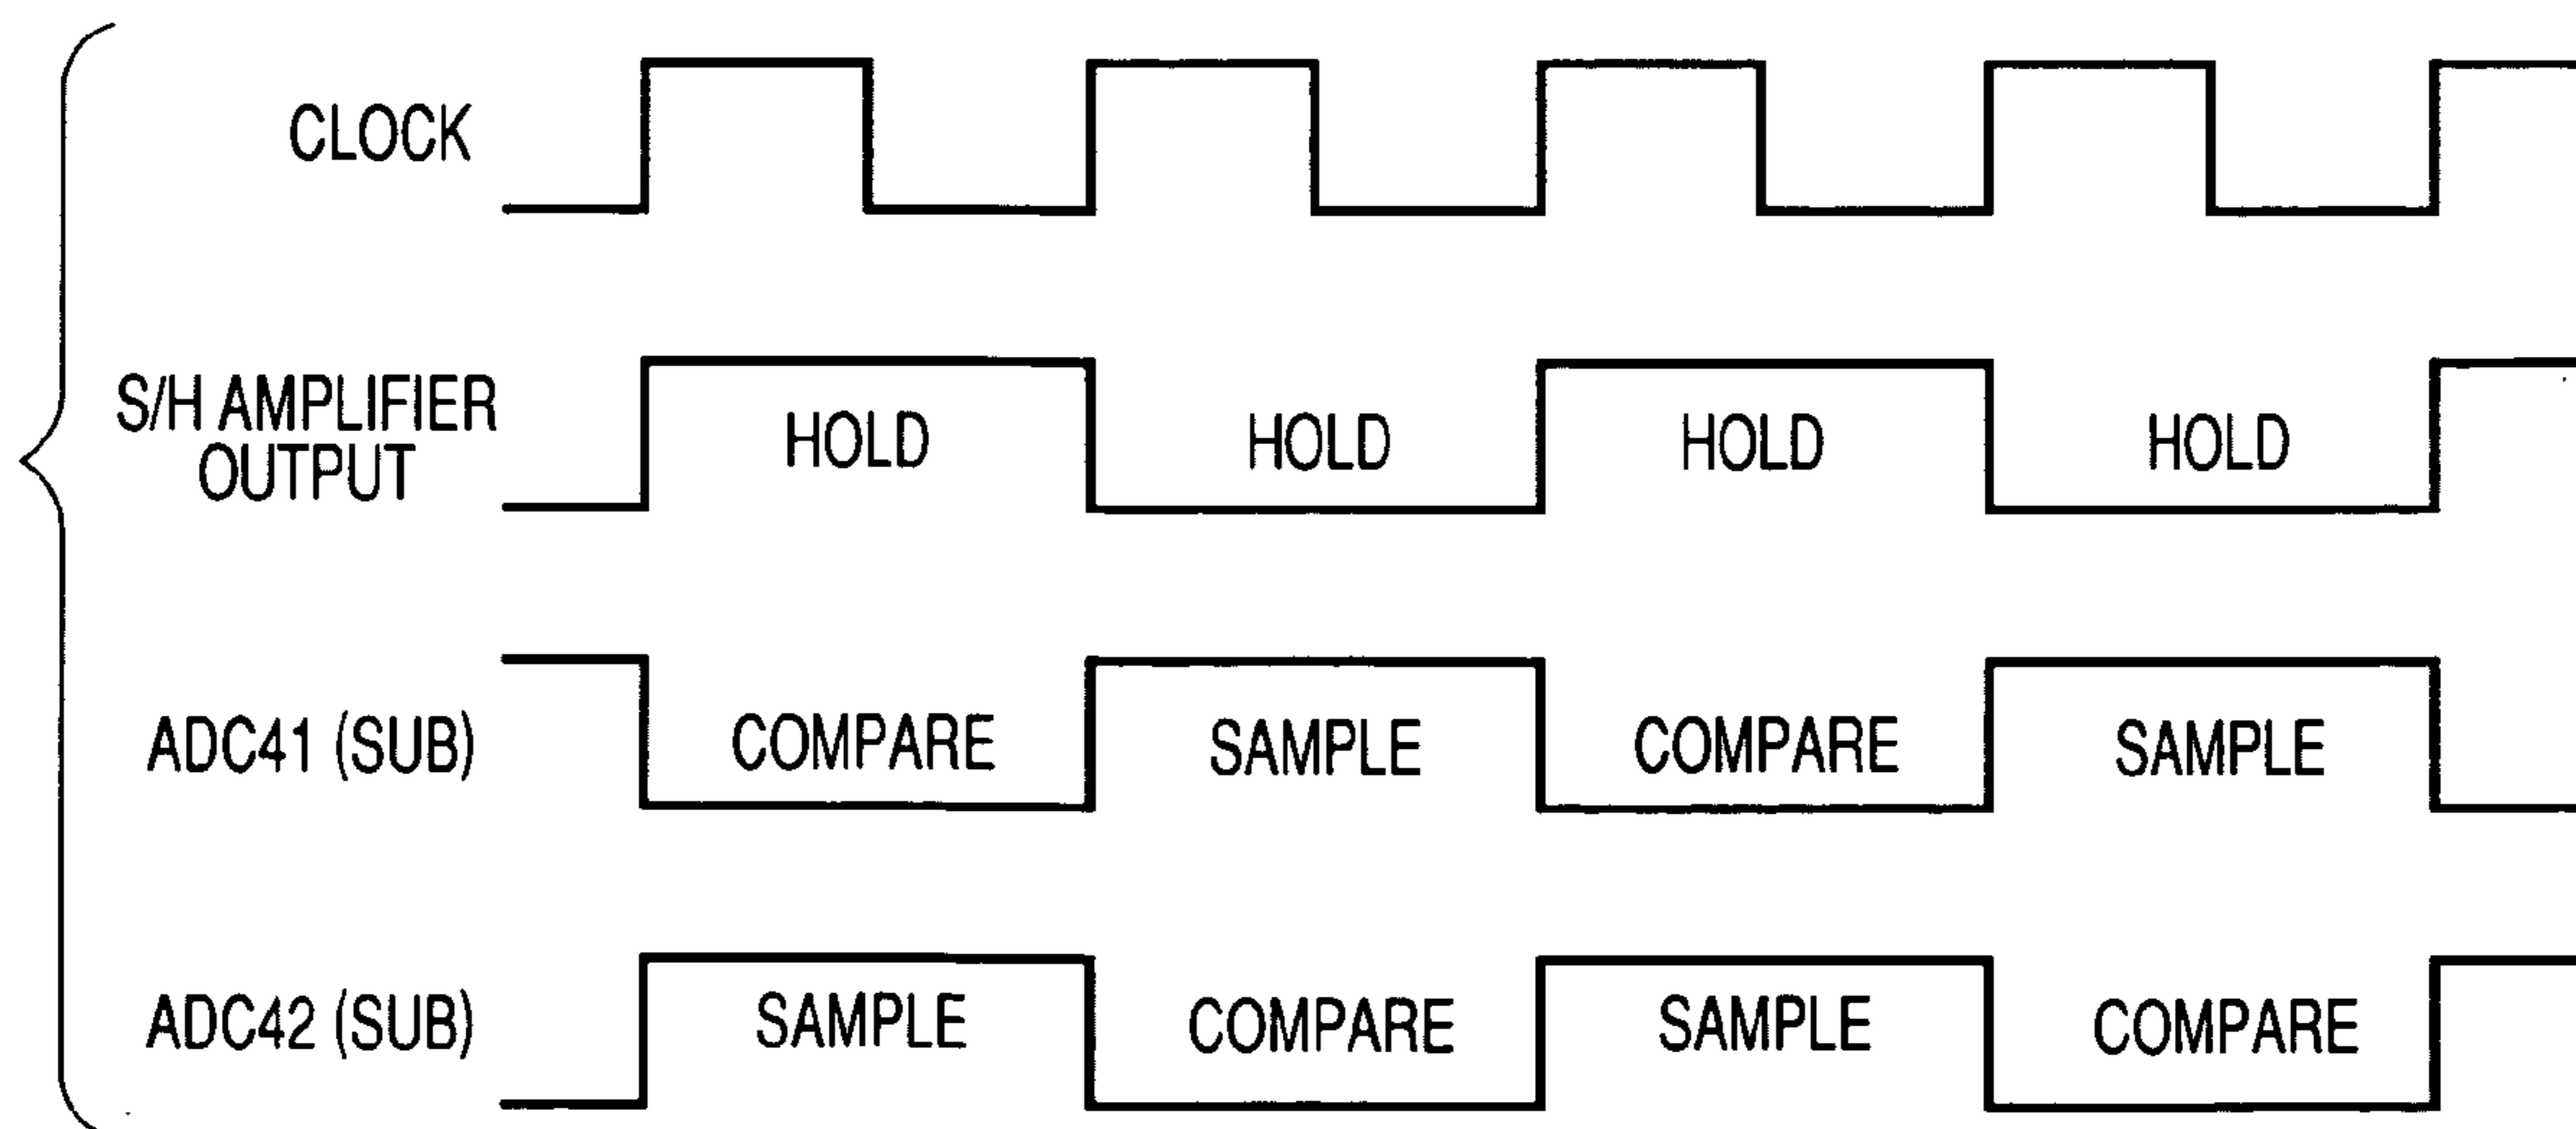 CLOCK
S/H AMPLIFIER
OUTPUT
HOLD HOLD HOLD HOLD
ADC41 (SUB)
COMPARE SAMPLE COMPARE SAMPLE
ADC42 (SUB)
SAMPLE COMPARE SAMPLE COMPARE